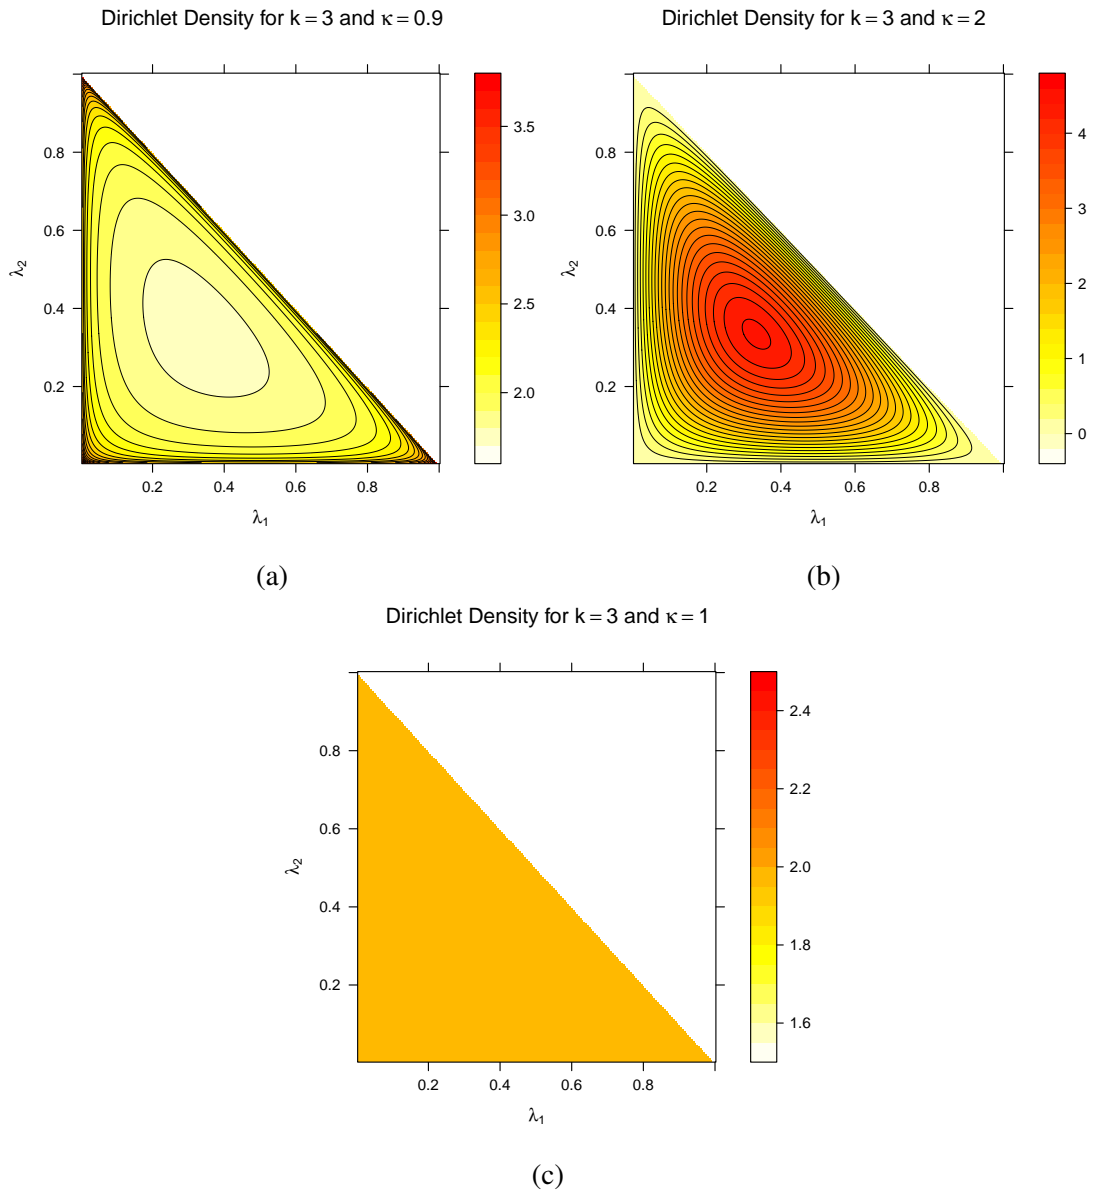 Dirichlet Density for k = 3 and κ = 0.9
0.8
0.6
0.4
0.2
λ2
0.2 0.4 0.6 0.8
λ1
3.5
3.0
2.5
2.0
(a)
Dirichlet Density for k = 3 and κ = 2
0.8
0.6
0.4
0.2
λ2
0.2 0.4 0.6 0.8
λ1
4
3
2
1
0
(b)
Dirichlet Density for k = 3 and κ = 1
0.8
0.6
0.4
0.2
λ2
0.2 0.4 0.6 0.8
λ1
2.4
2.2
2.0
1.8
1.6
(c)